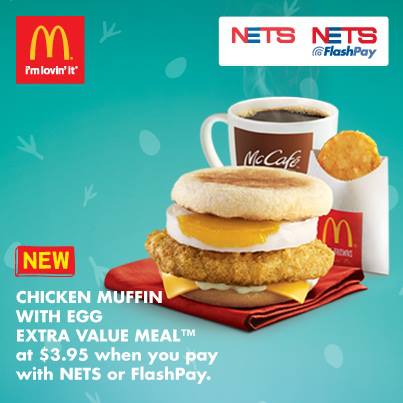 M
i'm lovin' it®
NETS
NETS
FlashPay
McCafé
M
NEW
CHICKEN MUFFIN
WITH EGG
EXTRA VALUE MEAL™
at $3.95 when you pay
with NETS or FlashPay.